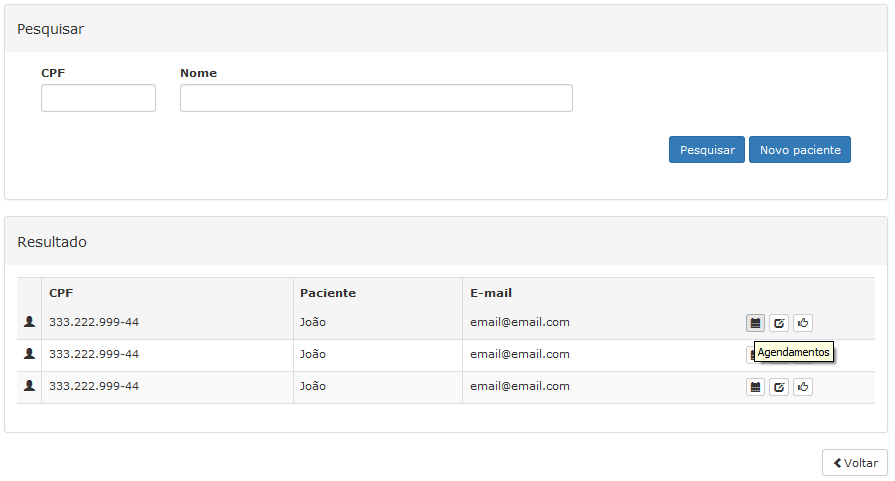 Pesquisar
CPF Nome
Pesquisar Novo paciente
Resultado
CPF Paciente E-mail
333.222.999-44 João email@email.com
333.222.999-44 João email@email.com
Agendamentos
333.222.999-44 João email@email.com
Voltar